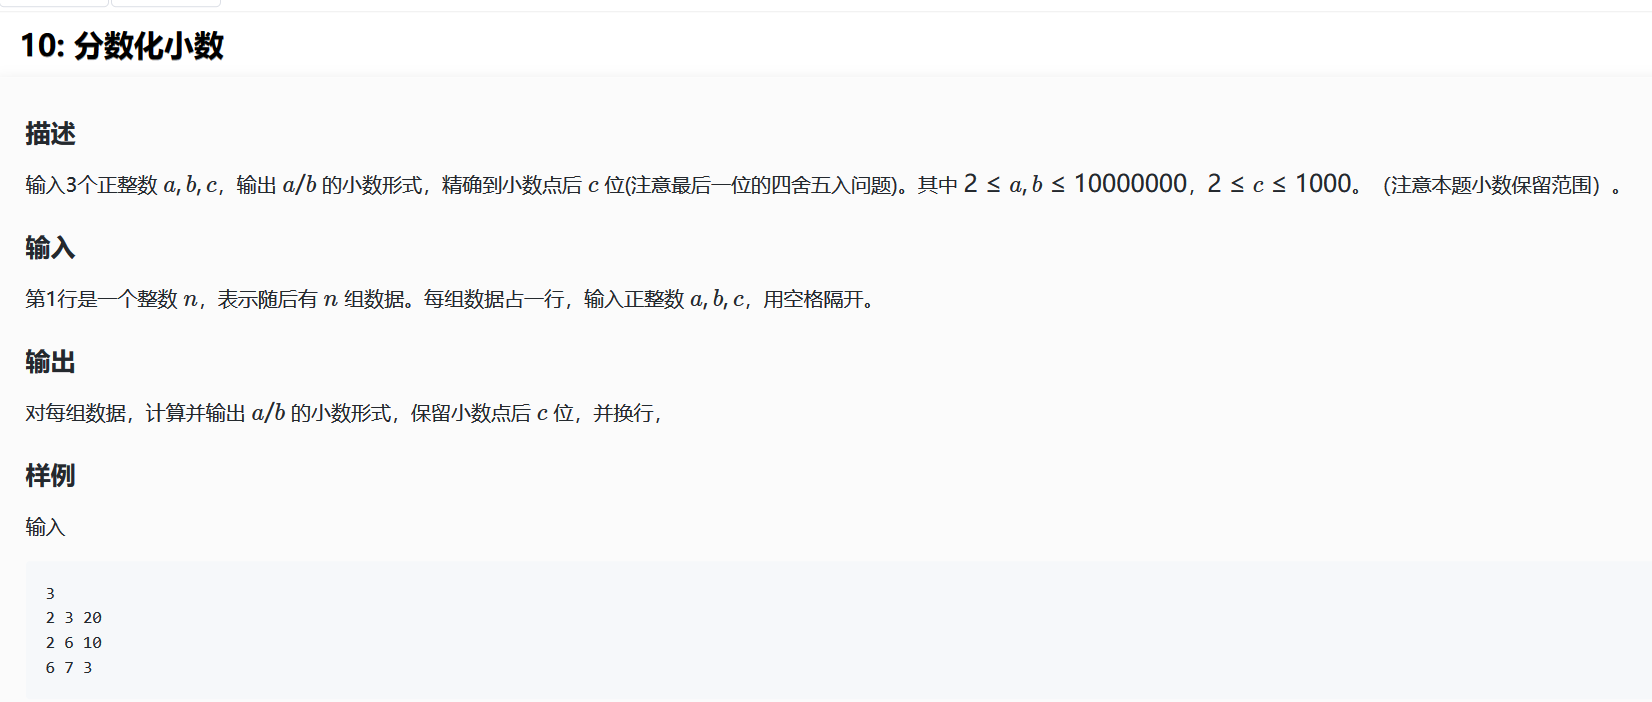 10: 分数化小数
描述
输入3个正整数 a, b, c，输出 a/b 的小数形式，精确到小数点后 c 位(注意最后一位的四舍五入问题)。其中 2 ≤ a, b ≤ 10000000，2 ≤ c ≤ 1000。（注意本题小数保留范围）。
输入
第1行是一个整数 n，表示随后有 n 组数据。每组数据占一行，输入正整数 a, b, c，用空格隔开。
输出
对每组数据，计算并输出 a/b 的小数形式，保留小数点后 c 位，并换行，
样例
输入
3
2 3 20
2 6 10
6 7 3